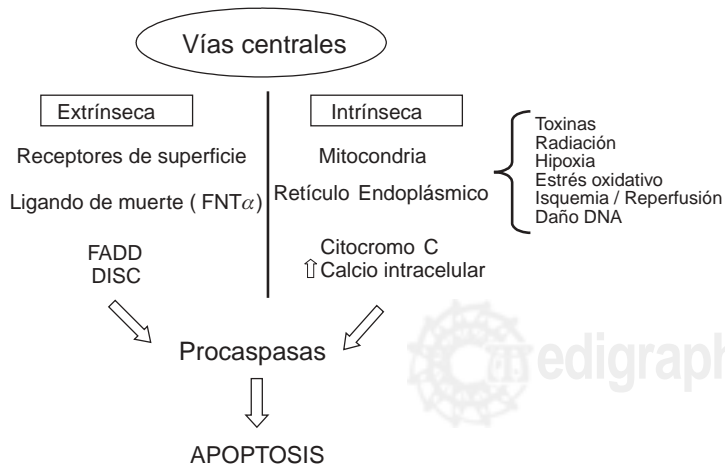 Vías centrales
Extrínseca
Receptores de superficie
Ligando de muerte ( FNTα)
FADD
DISC
Intrínseca
Mitocondria
Retículo Endoplásmico
Citocromo C
⇧Calcio intracelular
Toxinas
Radiación
Hipoxia
Estrés oxidativo
Isquemia / Reperfusión
Daño DNA
Procaspasas
APOPTOSIS
edigraph